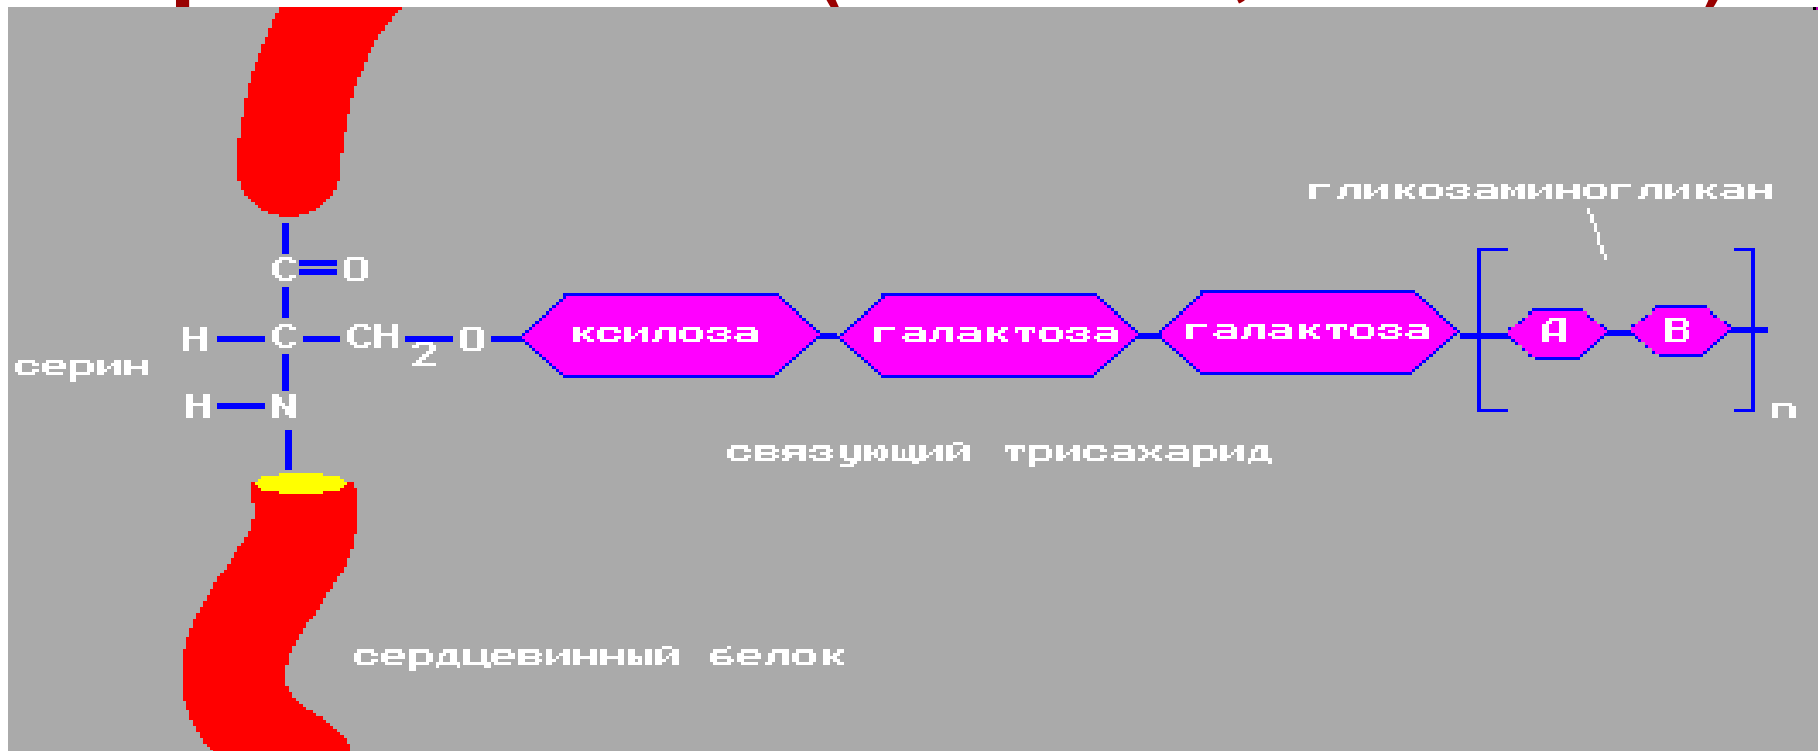 гликозаминогликан
C=O
H—C—CH2—O—ксилоза—галактоза—галактоза—[A—B]n
серин
H—N
связующий трисахарид
сердцевинный белок